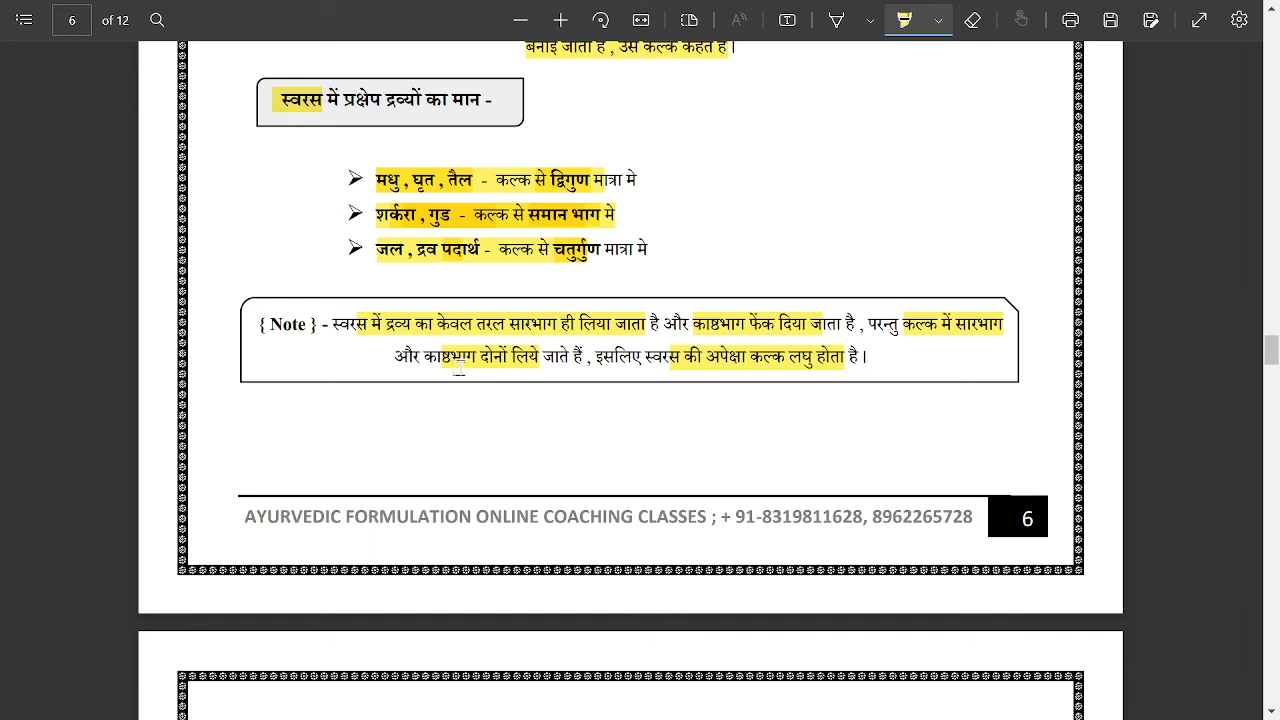 6 of 12
बनाई जाती है , उसे कल्क कहते है ।
स्वरस में प्रक्षेप द्रव्यों का मान -
➢ मधु , घृत , तैल - कल्क से द्विगुण मात्रा मे
➢ शर्करा , गुड - कल्क से समान भाग मे
➢ जल , द्रव पदार्थ - कल्क से चतुर्गुण मात्रा मे
{ Note } - स्वरस में द्रव्य का केवल तरल सारभाग ही लिया जाता है और काष्ठभाग फेंक दिया जाता है , परन्तु कल्क में सारभाग
और काष्ठभाग दोनों लिये जाते हैं , इसलिए स्वरस की अपेक्षा कल्क लघु होता है ।
AYURVEDIC FORMULATION ONLINE COACHING CLASSES ; + 91-8319811628, 8962265728 6